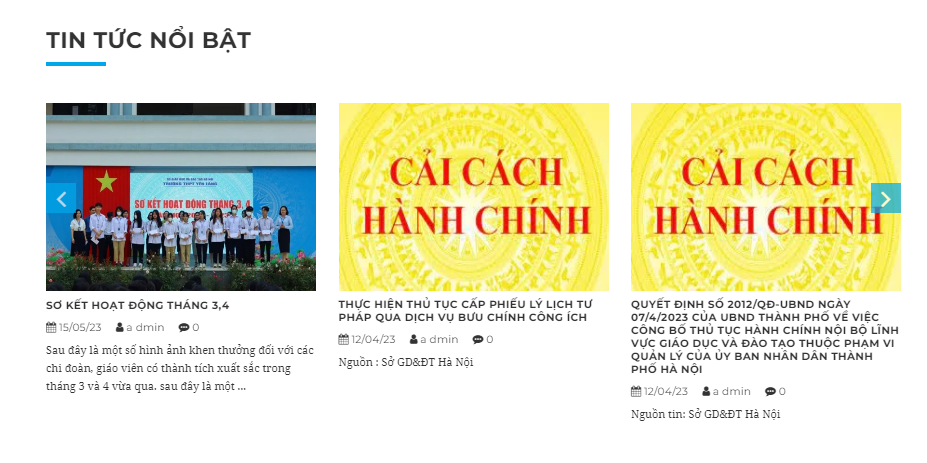 TIN TỨC NỔI BẬT
TRƯỜNG THPT YÊN LÃNG
SƠ KẾT HOẠT ĐỘNG THÁNG 3, 4
SƠ KẾT HOẠT ĐỘNG THÁNG 3,4
15/05/23 admin 0
Sau đây là một số hình ảnh khen thưởng đối với các
chi đoàn, giáo viên có thành tích xuất sắc trong
tháng 3 và 4 vừa qua. sau đây là một ...
CẢI CÁCH
HÀNH CHÍNH
THỰC HIỆN THỦ TỤC CẤP PHIẾU LÝ LỊCH TƯ
PHÁP QUA DỊCH VỤ BƯU CHÍNH CÔNG ÍCH
12/04/23 admin 0
Nguồn : Sở GD&ĐT Hà Nội
CẢI CÁCH
HÀNH CHÍNH
QUYẾT ĐỊNH SỐ 2012/QĐ-UBND NGÀY
07/4/2023 CỦA UBND THÀNH PHỐ VỀ VIỆC
CÔNG BỐ THỦ TỤC HÀNH CHÍNH NỘI BỘ LĨNH
VỰC GIÁO DỤC VÀ ĐÀO TẠO THUỘC PHẠM VI
QUẢN LÝ CỦA ỦY BAN NHÂN DÂN THÀNH
PHỐ HÀ NỘI
12/04/23 admin 0
Nguồn tin: Sở GD&ĐT Hà Nội